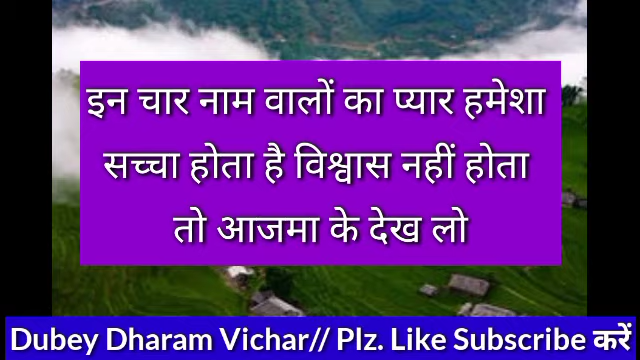 इन चार नाम वालों का प्यार हमेशा
सच्चा होता है विश्वास नहीं होता
तो आजमा के देख लो
Dubey Dharam Vichar// Plz. Like Subscribe करें